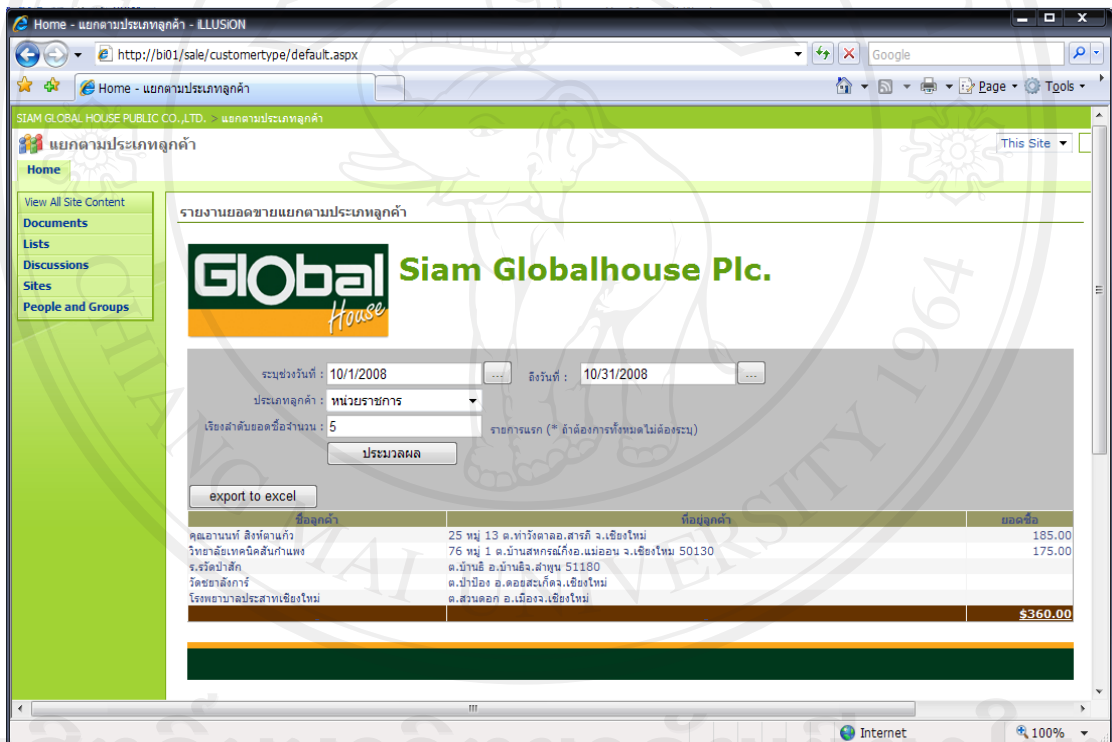 Home - แยกตามประเภทลูกค้า - iLLUSiON
http://bi01/sale/customertype/default.aspx
Google
Home - แยกตามประเภทลูกค้า
Page
Tools
SIAM GLOBAL HOUSE PUBLIC CO.,LTD. > แยกตามประเภทลูกค้า
แยกตามประเภทลูกค้า
This Site
Home
View All Site Content
Documents
Lists
Discussions
Sites
People and Groups
รายงานยอดขายแยกตามประเภทลูกค้า
Global House
Siam Globalhouse Plc.
ระบุช่วงวันที่ : 10/1/2008 ... ถึงวันที่ : 10/31/2008 ...
ประเภทลูกค้า : หน่วยราชการ
เรียงลำดับยอดซื้อจำนวน : 5 รายการแรก (* ถ้าต้องการทั้งหมดไม่ต้องระบุ)
ประมวลผล
export to excel
ชื่อลูกค้า ที่อยู่ลูกค้า ยอดซื้อ
คุณอานนท์ สิงห์ตาแก้ว 25 หมู่ 13 ต.ท่าวังตาลอ.สารภี จ.เชียงใหม่ 185.00
วิทยาลัยเทคนิคสันกำแพง 76 หมู่ 1 ต.บ้านสหกรณ์กิ่งอ.แม่ออน จ.เชียงใหม่ 50130 175.00
ร.รวัดป่าสัก ต.บ้านธิ อ.บ้านธิจ.ลำพูน 51180
วัดชยาลังการ์ ต.ป่าป้อง อ.ดอยสะเก็ดจ.เชียงใหม่
โรงพยาบาลประสาทเชียงใหม่ ต.สวนดอก อ.เมืองจ.เชียงใหม่
$360.00
Internet
100%
CHIANG MAI UNIVERSITY 1964